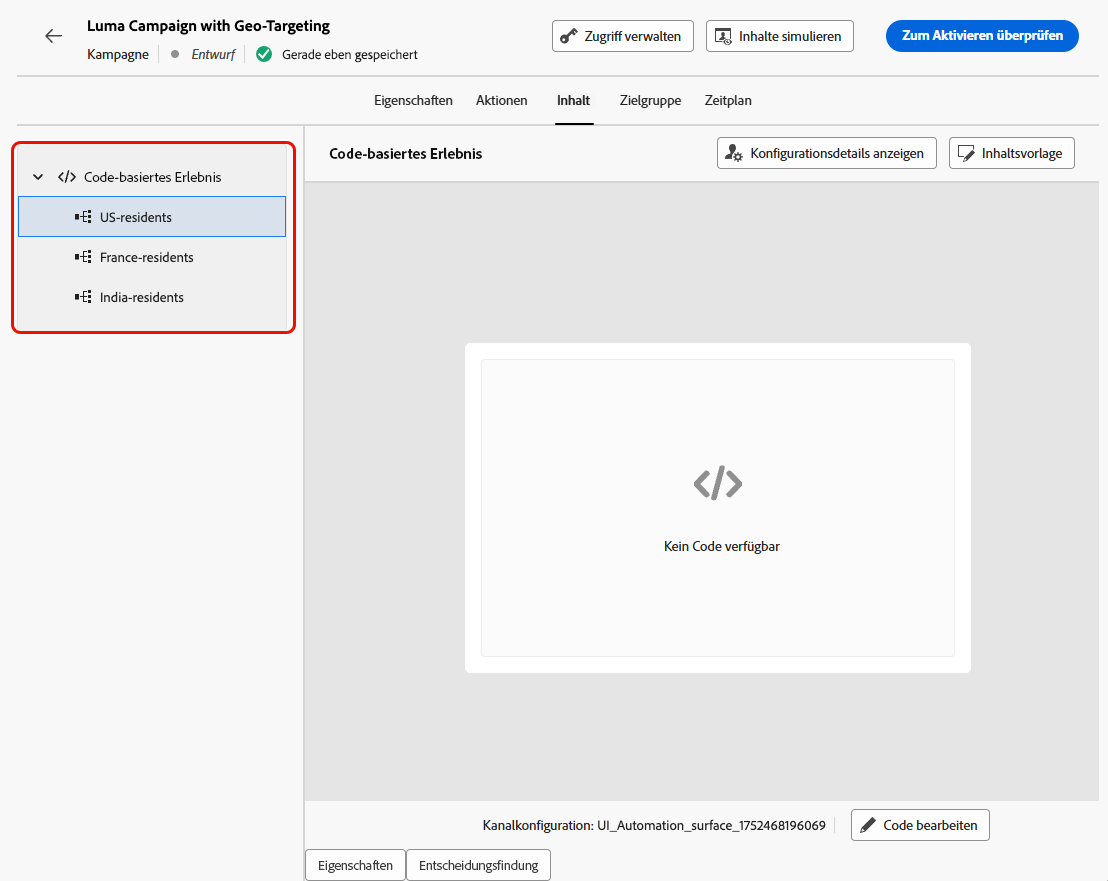 Luma Campaign with Geo-Targeting
Kampagne
Entwurf
Gerade eben gespeichert
Zugriff verwalten
Inhalte simulieren
Zum Aktivieren überprüfen
Eigenschaften
Aktionen
Inhalt
Zielgruppe
Zeitplan
Code-basiertes Erlebnis
US-residents
France-residents
India-residents
Code-basiertes Erlebnis
Konfigurationsdetails anzeigen
Inhaltsvorlage
Kein Code verfügbar
Kanalkonfiguration: UI_Automation_surface_1752468196069
Code bearbeiten
Eigenschaften
Entscheidungsfindung